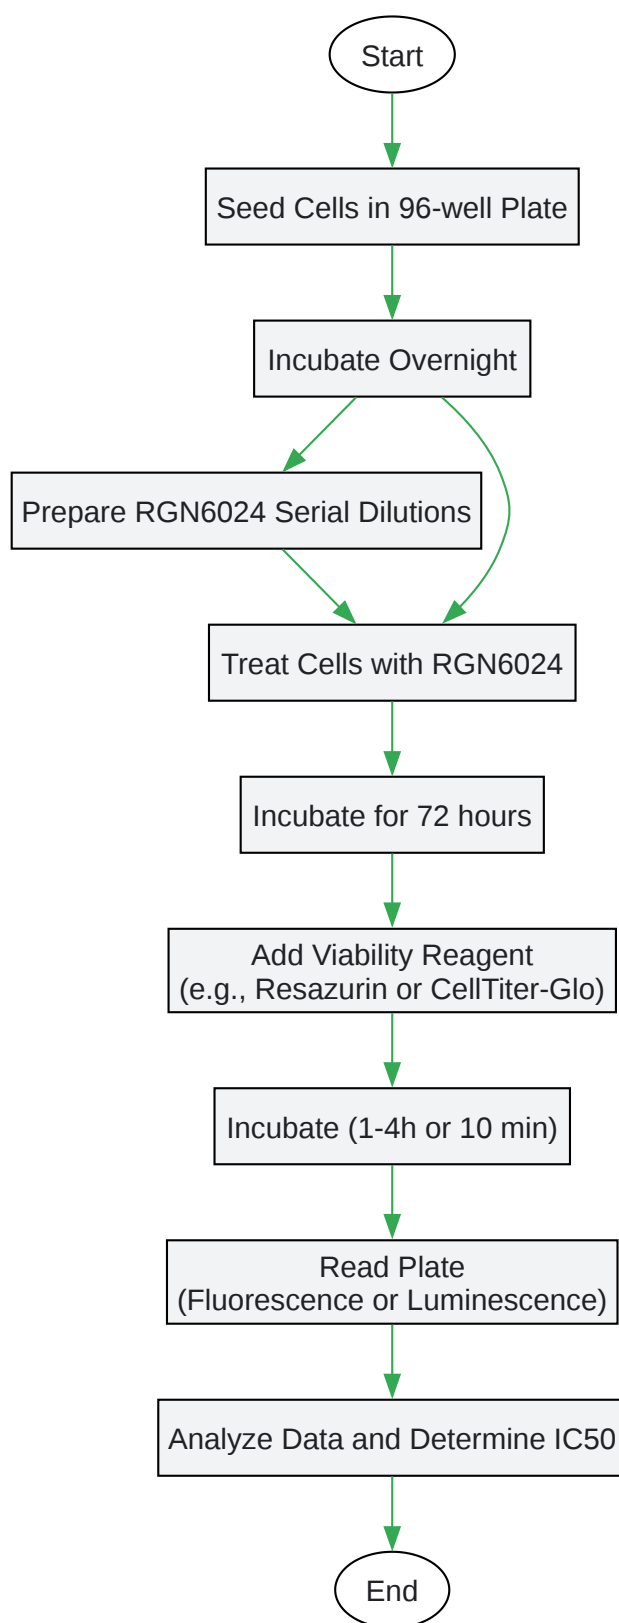 Start
Seed Cells in 96-well Plate
Incubate Overnight
Prepare RGN6024 Serial Dilutions
Treat Cells with RGN6024
Incubate for 72 hours
Add Viability Reagent
(e.g., Resazurin or CellTiter-Glo)
Incubate (1-4h or 10 min)
Read Plate
(Fluorescence or Luminescence)
Analyze Data and Determine IC50
End